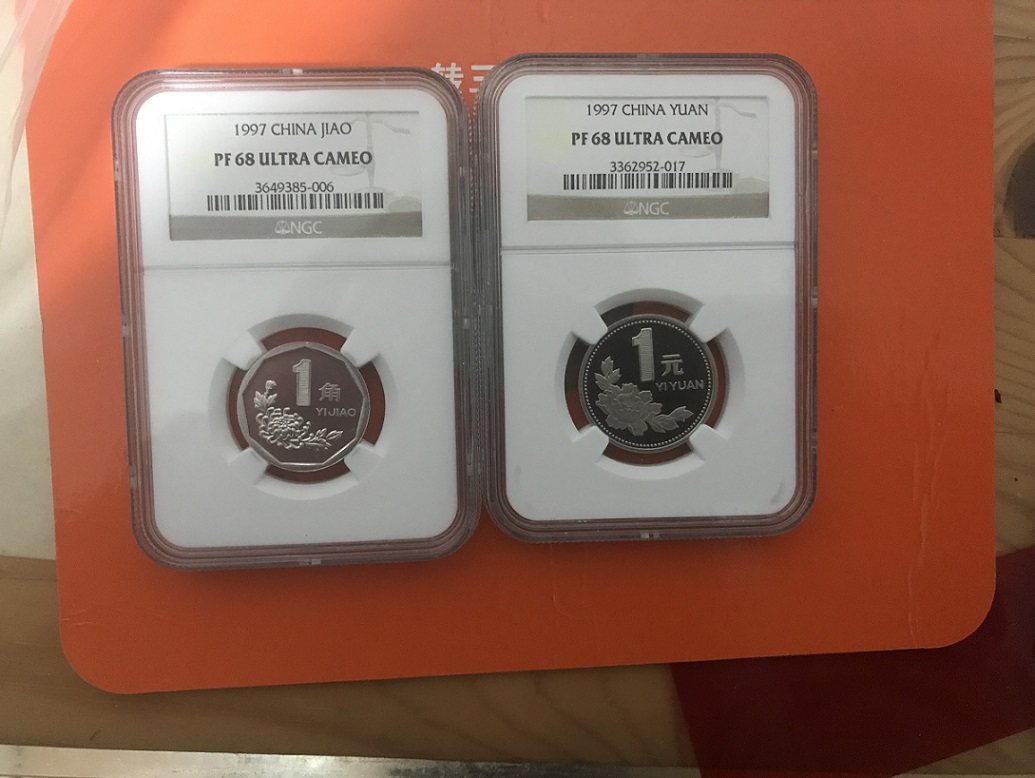 转
1997 CHINA JIAO
PF 68 ULTRA CAMEO
3649385-006
NGC
1角
YI JIAO
1997 CHINA YUAN
PF 68 ULTRA CAMEO
3362952-017
NGC
1元
YI YUAN